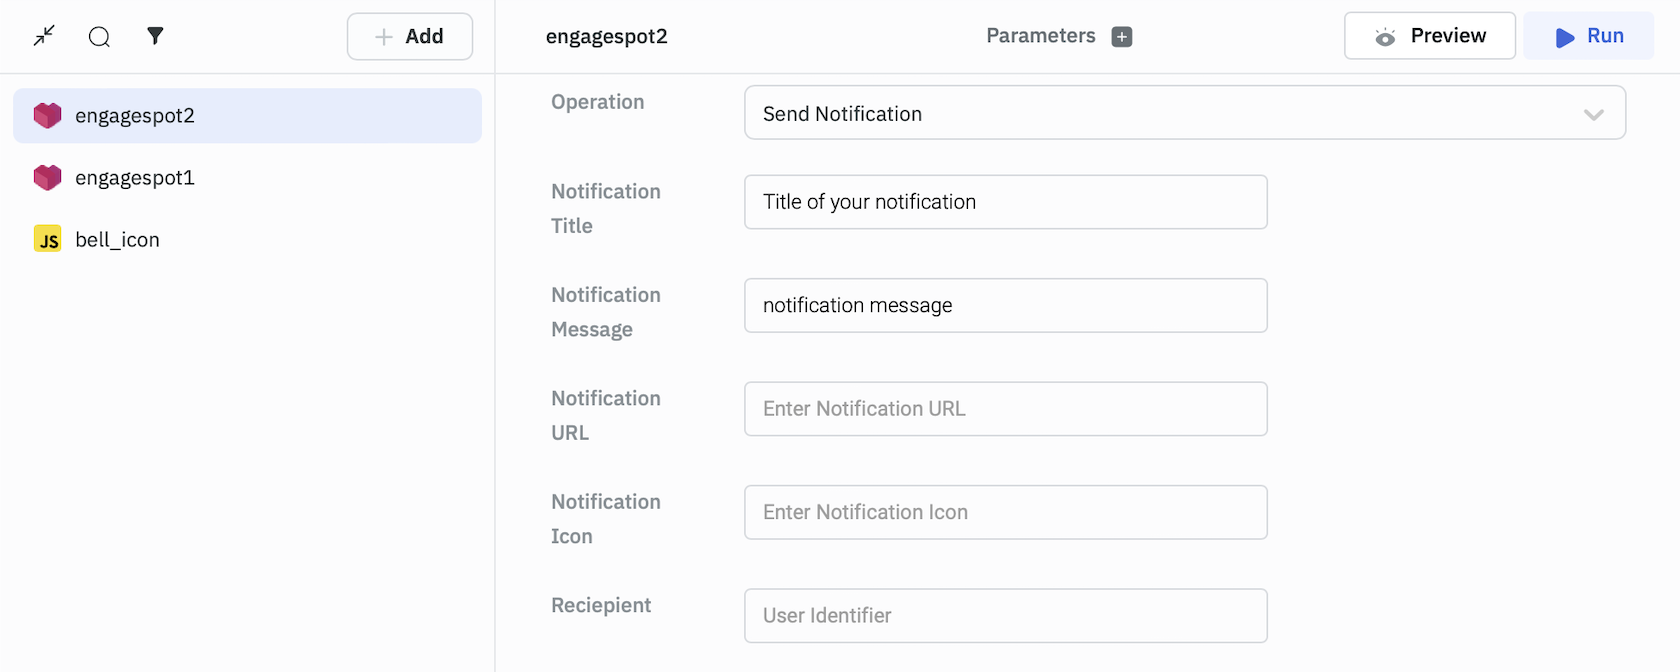 Add
engagespot2
Parameters
Preview
Run
engagespot2
engagespot1
JS bell_icon
Operation
Send Notification
Notification
Title
Title of your notification
Notification
Message
notification message
Notification
URL
Enter Notification URL
Notification
Icon
Enter Notification Icon
Reciepient
User Identifier